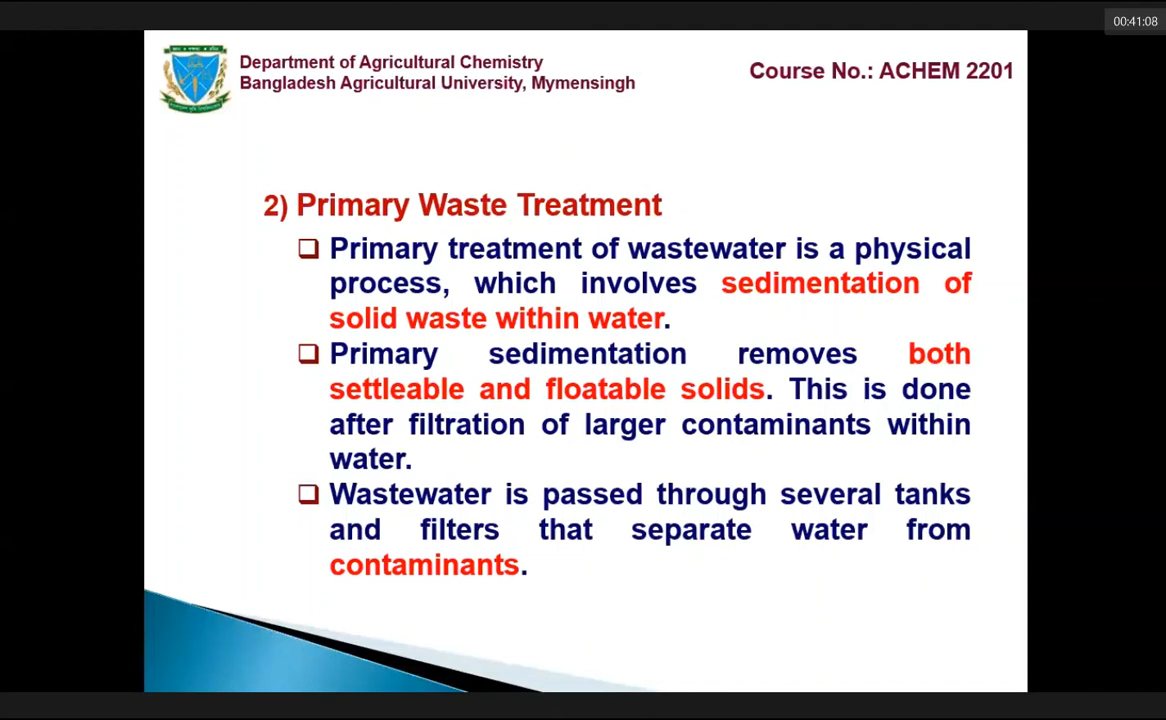 00:41:08
Department of Agricultural Chemistry
Bangladesh Agricultural University, Mymensingh
Course No.: ACHEM 2201
2) Primary Waste Treatment
Primary treatment of wastewater is a physical
process, which involves sedimentation of
solid waste within water.
Primary sedimentation removes both
settleable and floatable solids. This is done
after filtration of larger contaminants within
water.
Wastewater is passed through several tanks
and filters that separate water from
contaminants.